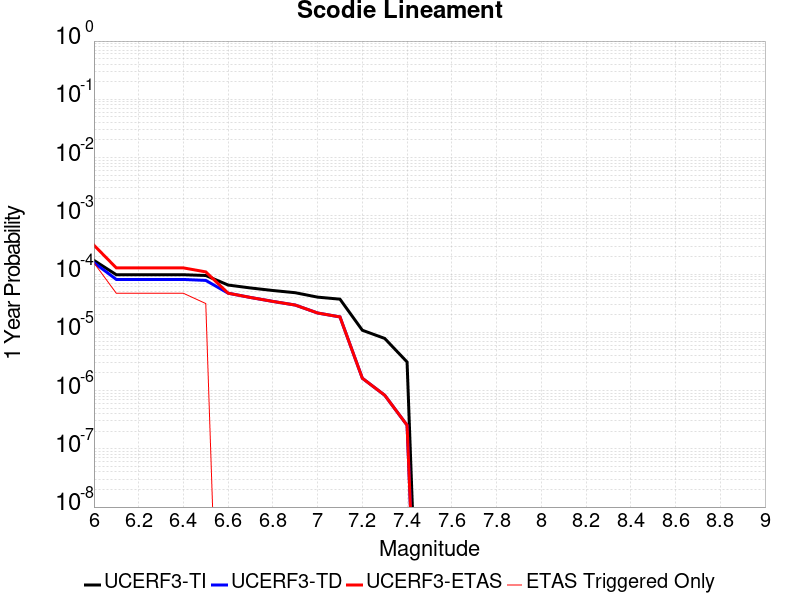 Scodie Lineament
10^0
10^-1
10^-2
10^-3
10^-4
10^-5
10^-6
10^-7
10^-8
1 Year Probability
6 6.2 6.4 6.6 6.8 7 7.2 7.4 7.6 7.8 8 8.2 8.4 8.6 8.8 9
Magnitude
UCERF3-TI UCERF3-TD UCERF3-ETAS ETAS Triggered Only